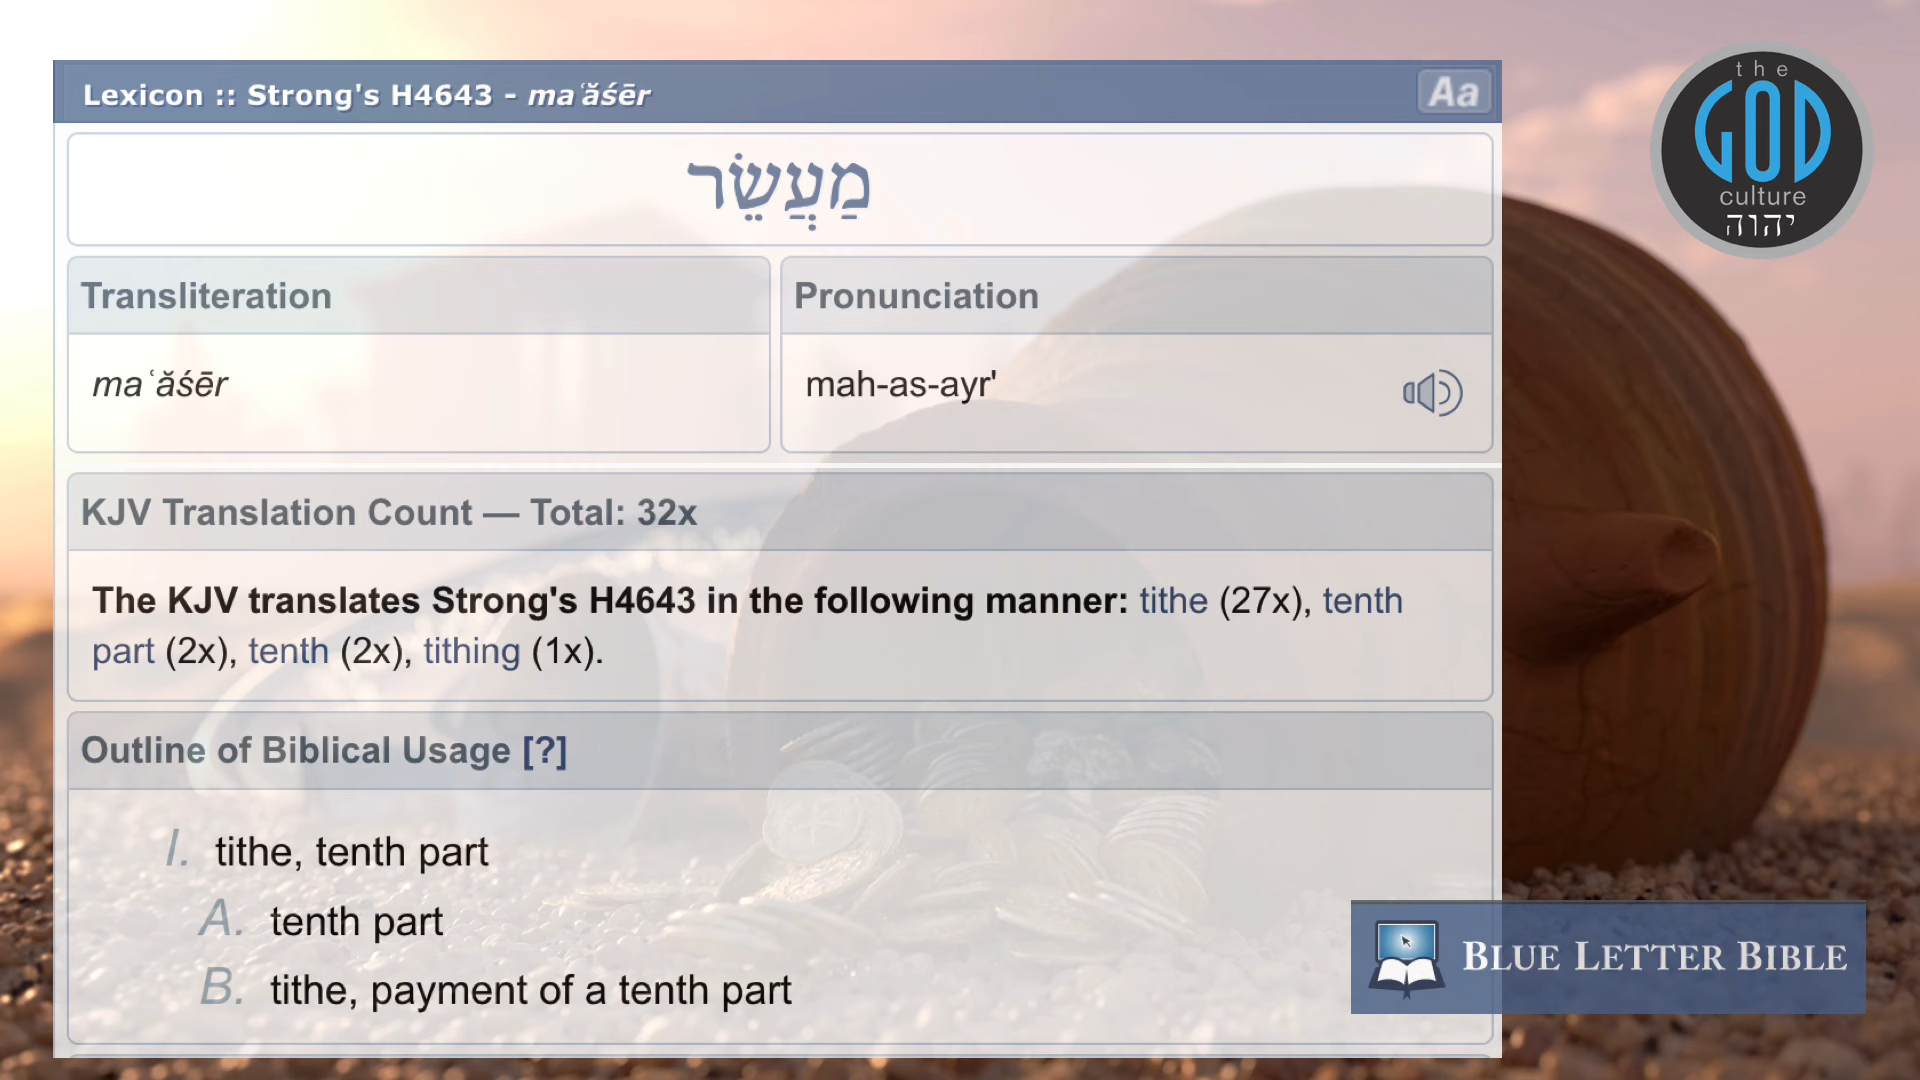 Lexicon :: Strong's H4643 - maʿăśēr
Aa
מַעֲשֵׂר
Transliteration
maʿăśēr
Pronunciation
mah-as-ayr'
KJV Translation Count — Total: 32x
The KJV translates Strong's H4643 in the following manner: tithe (27x), tenth
part (2x), tenth (2x), tithing (1x).
Outline of Biblical Usage [?]
I. tithe, tenth part
A. tenth part
B. tithe, payment of a tenth part
the
GOD
culture
יהוה
BLUE LETTER BIBLE